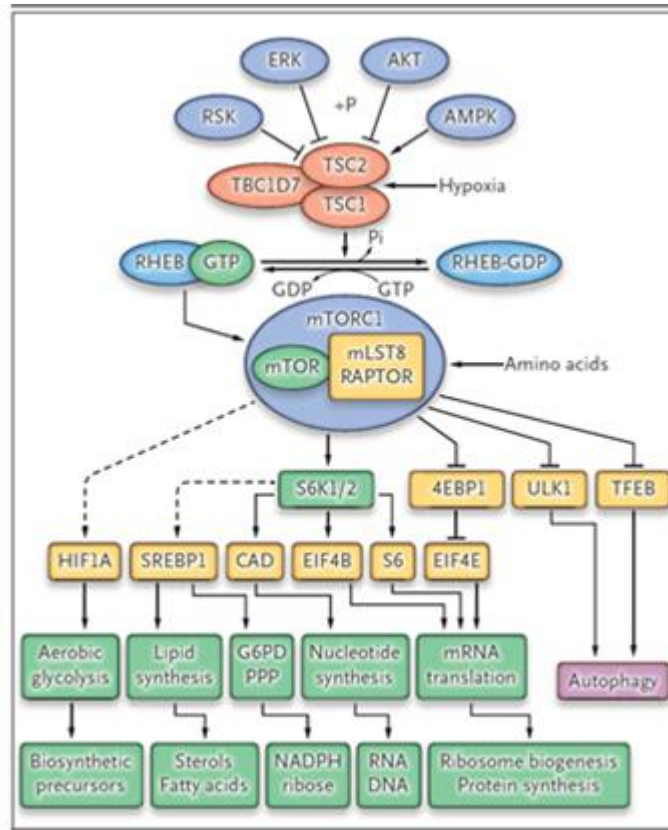 ERK
AKT
+P
RSK
AMPK
TSC2
TBC1D7
Hypoxia
TSC1
Pi
RHEB
GTP
RHEB-GDP
GDP
GTP
mTORC1
mTOR
mLST8
RAPTOR
Amino acids
S6K1/2
4EBP1
ULK1
TFEB
HIF1A
SREBP1
CAD
EIF4B
S6
EIF4E
Aerobic
glycolysis
Lipid
synthesis
G6PD
PPP
Nucleotide
synthesis
mRNA
translation
Autophagy
Biosynthetic
precursors
Sterols
Fatty acids
NADPH
ribose
RNA
DNA
Ribosome biogenesis
Protein synthesis